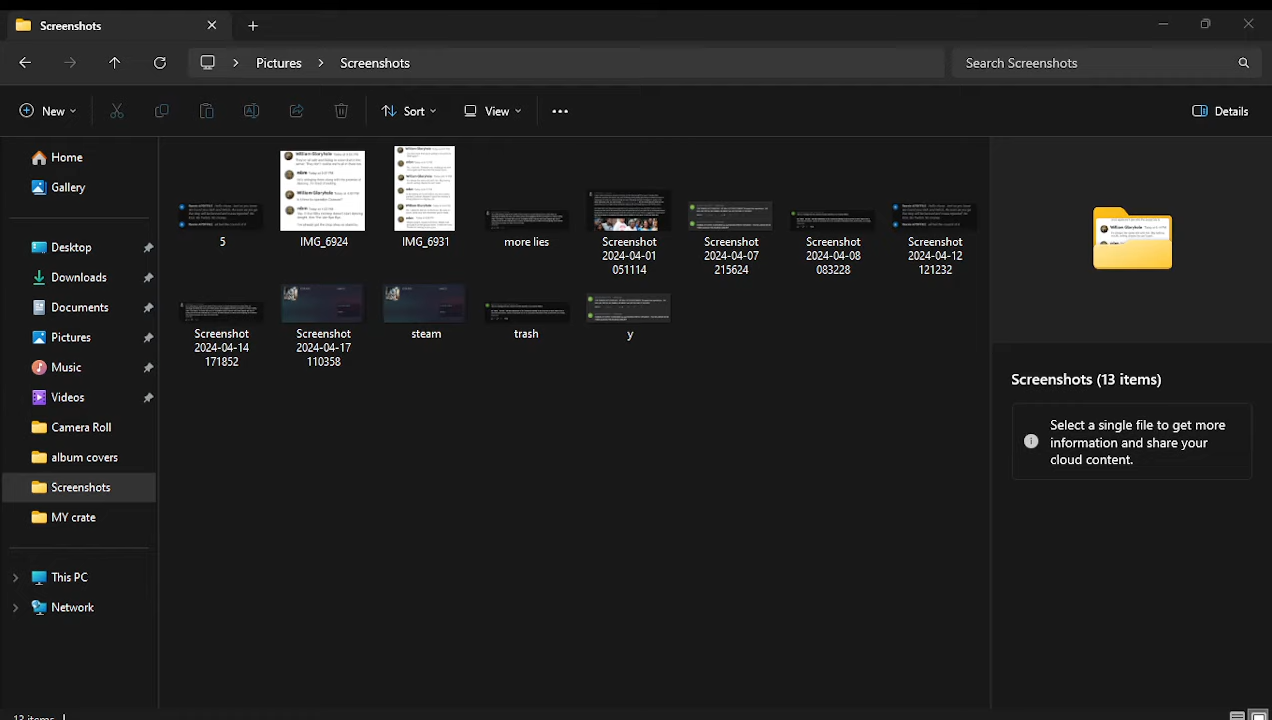 Screenshots
Pictures
Screenshots
Search Screenshots
New
Sort
View
Details
Home
Gallery
Desktop
Downloads
Documents
Pictures
Music
Videos
Camera Roll
album covers
Screenshots
MY crate
This PC
Network
5
IMG_6924
IMG_6931
more lies
Screenshot
2024-04-01
051114
Screenshot
2024-04-07
215624
Screenshot
2024-04-08
083228
Screenshot
2024-04-12
121232
Screenshot
2024-04-14
171852
Screenshot
2024-04-17
110358
steam
trash
y
Screenshots (13 items)
Select a single file to get more
information and share your
cloud content.
13 items